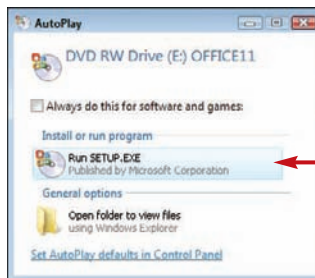 AutoPlay
DVD RW Drive (E:) OFFICE11
Always do this for software and games:
Install or run program
Run SETUP.EXE
Published by Microsoft Corporation
General options
Open folder to view files
using Windows Explorer
Set AutoPlay defaults in Control Panel